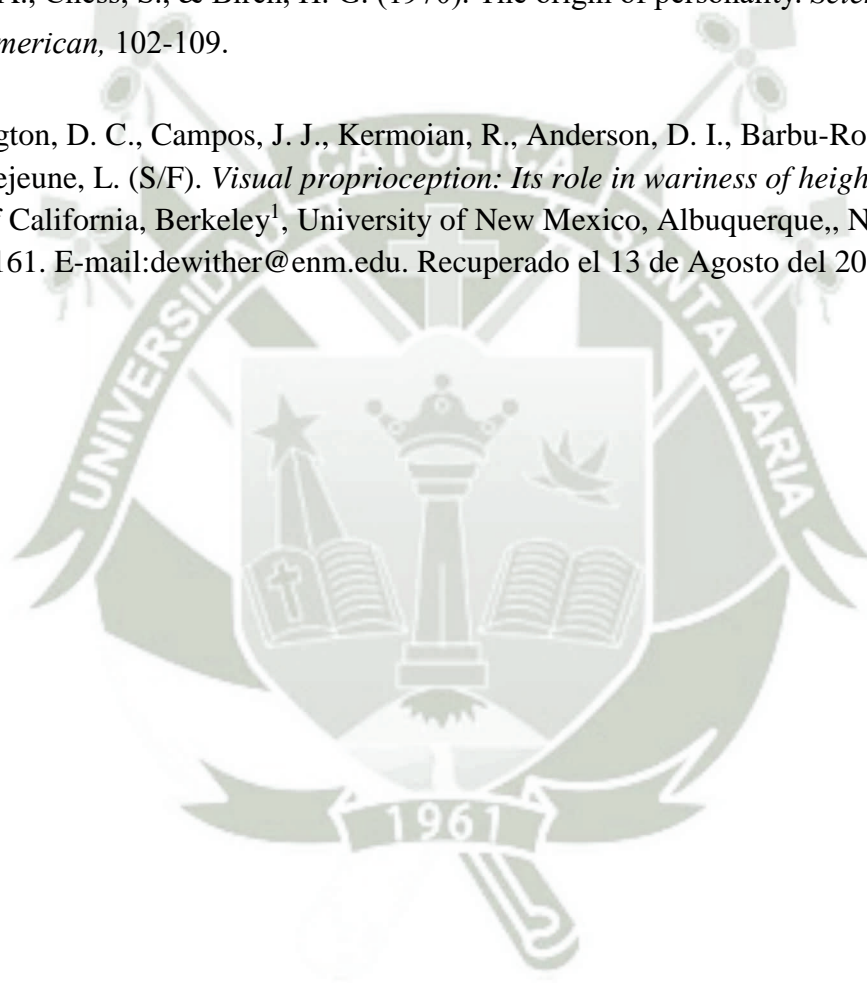 A., Chess, S., & Birch, H. G. (1970). The origin of personality.
merican, 102-109.
gton, D. C., Campos, J. J., Kermoian, R., Anderson, D. I., Barbu-Ro
ejeune, L. (S/F). Visual proprioception: Its role in wariness of heigh
f California, Berkeley¹, University of New Mexico, Albuquerque,, N
161. E-mail:dewither@enm.edu. Recuperado el 13 de Agosto del 20
CATOLICA
UNIVERSID
SANTA MARIA
1961